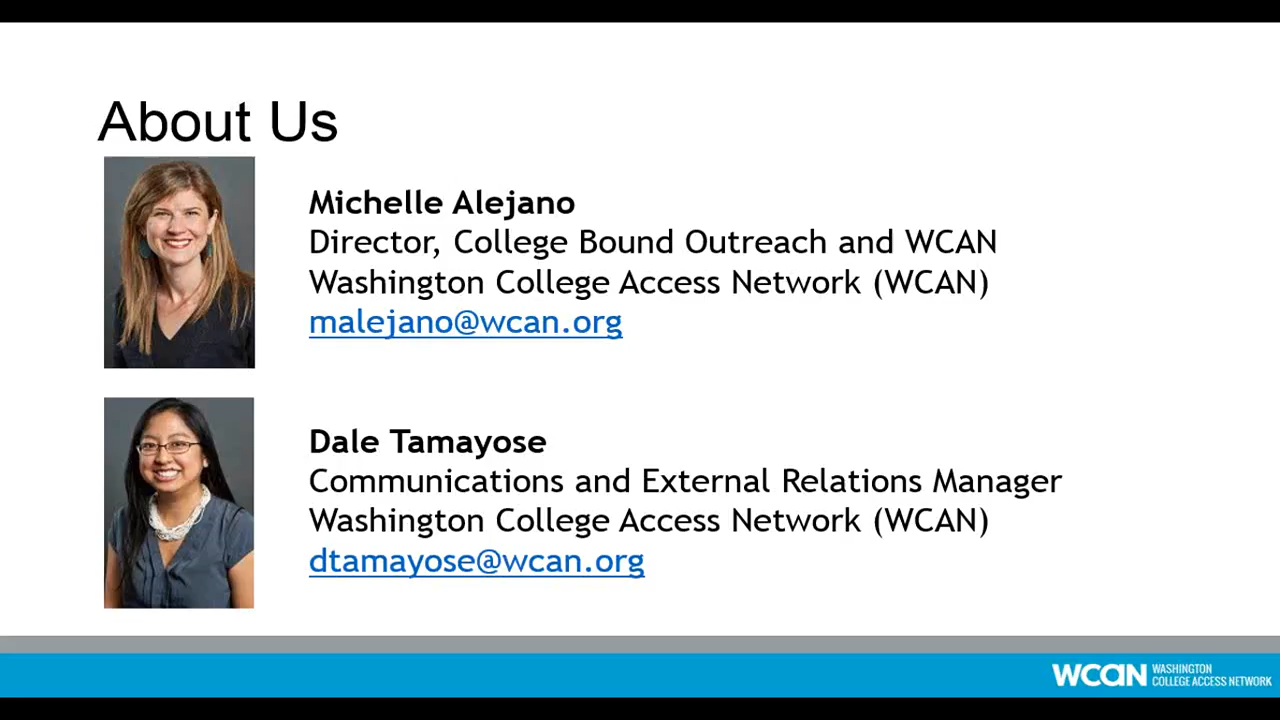 About Us
Michelle Alejano
Director, College Bound Outreach and WCAN
Washington College Access Network (WCAN)
malejano@wcan.org
Dale Tamayose
Communications and External Relations Manager
Washington College Access Network (WCAN)
dtamayose@wcan.org
WCAN WASHINGTON
COLLEGE ACCESS NETWORK